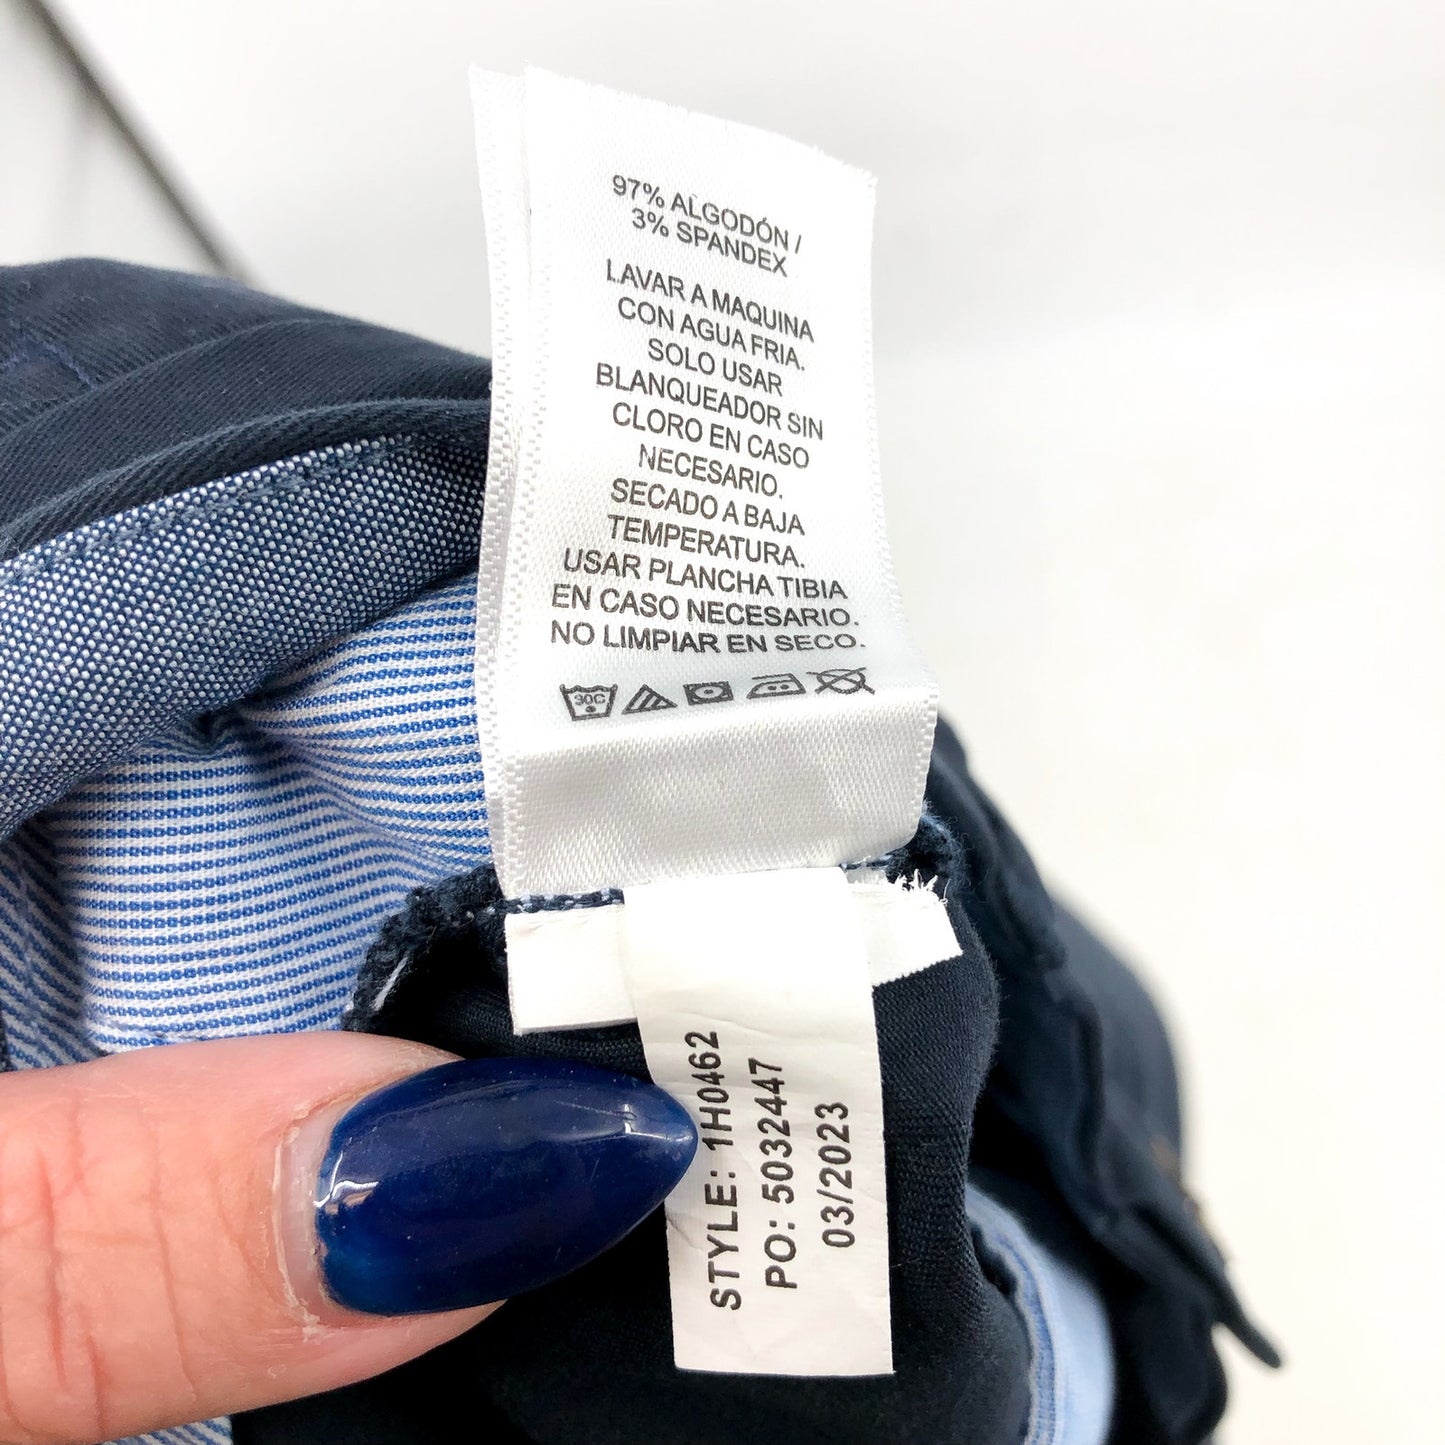 97% ALGODÓN /
3% SPANDEX
LAVAR A MAQUINA
CON AGUA FRIA.
SOLO USAR
BLANQUEADOR SIN
CLORO EN CASO
NECESARIO.
SECADO A BAJA
TEMPERATURA.
USAR PLANCHA TIBIA
EN CASO NECESARIO.
NO LIMPIAR EN SECO.
30C
STYLE: 1H0462
PO: 5032447
03/2023